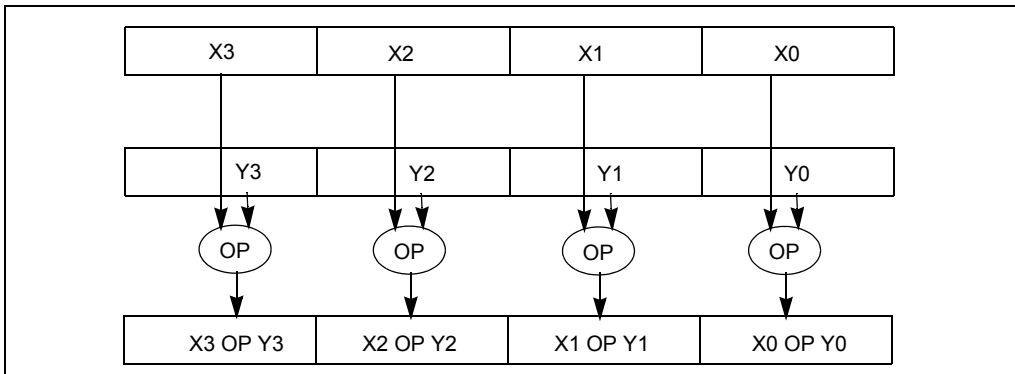 X3 X2 X1 X0
Y3 Y2 Y1 Y0
OP OP OP OP
X3 OP Y3 X2 OP Y2 X1 OP Y1 X0 OP Y0